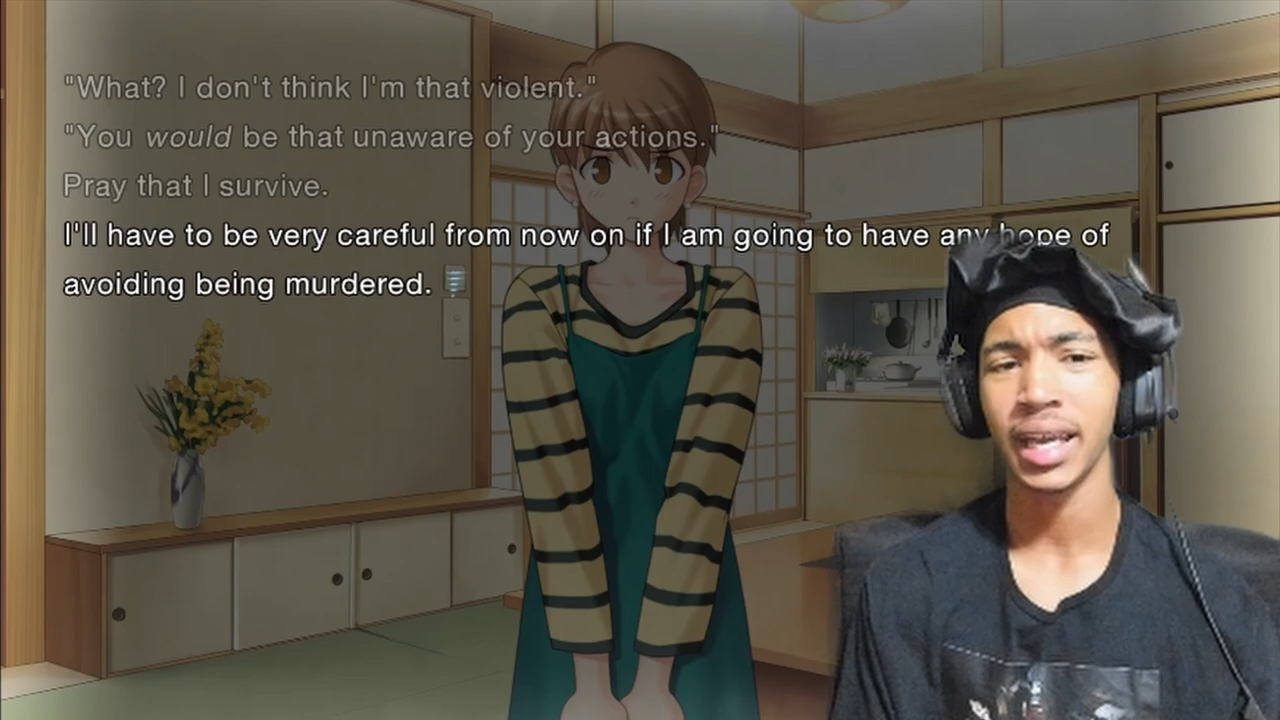 "What? I don't think I'm that violent."
"You would be that unaware of your actions."
Pray that I survive.
I'll have to be very careful from now on if I am going to have any hope of
avoiding being murdered.